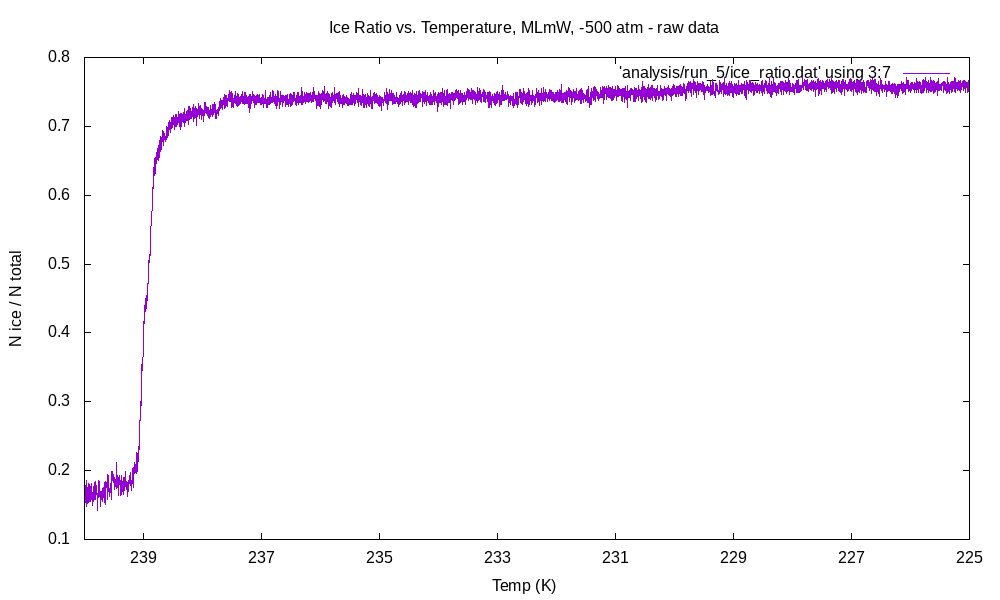 Ice Ratio vs. Temperature, MLmW, -500 atm - raw data
'analysis/run_5/ice_ratio.dat' using 3:7
0.8
0.7
0.6
0.5
0.4
0.3
0.2
0.1
N ice / N total
239 237 235 233 231 229 227 225
Temp (K)